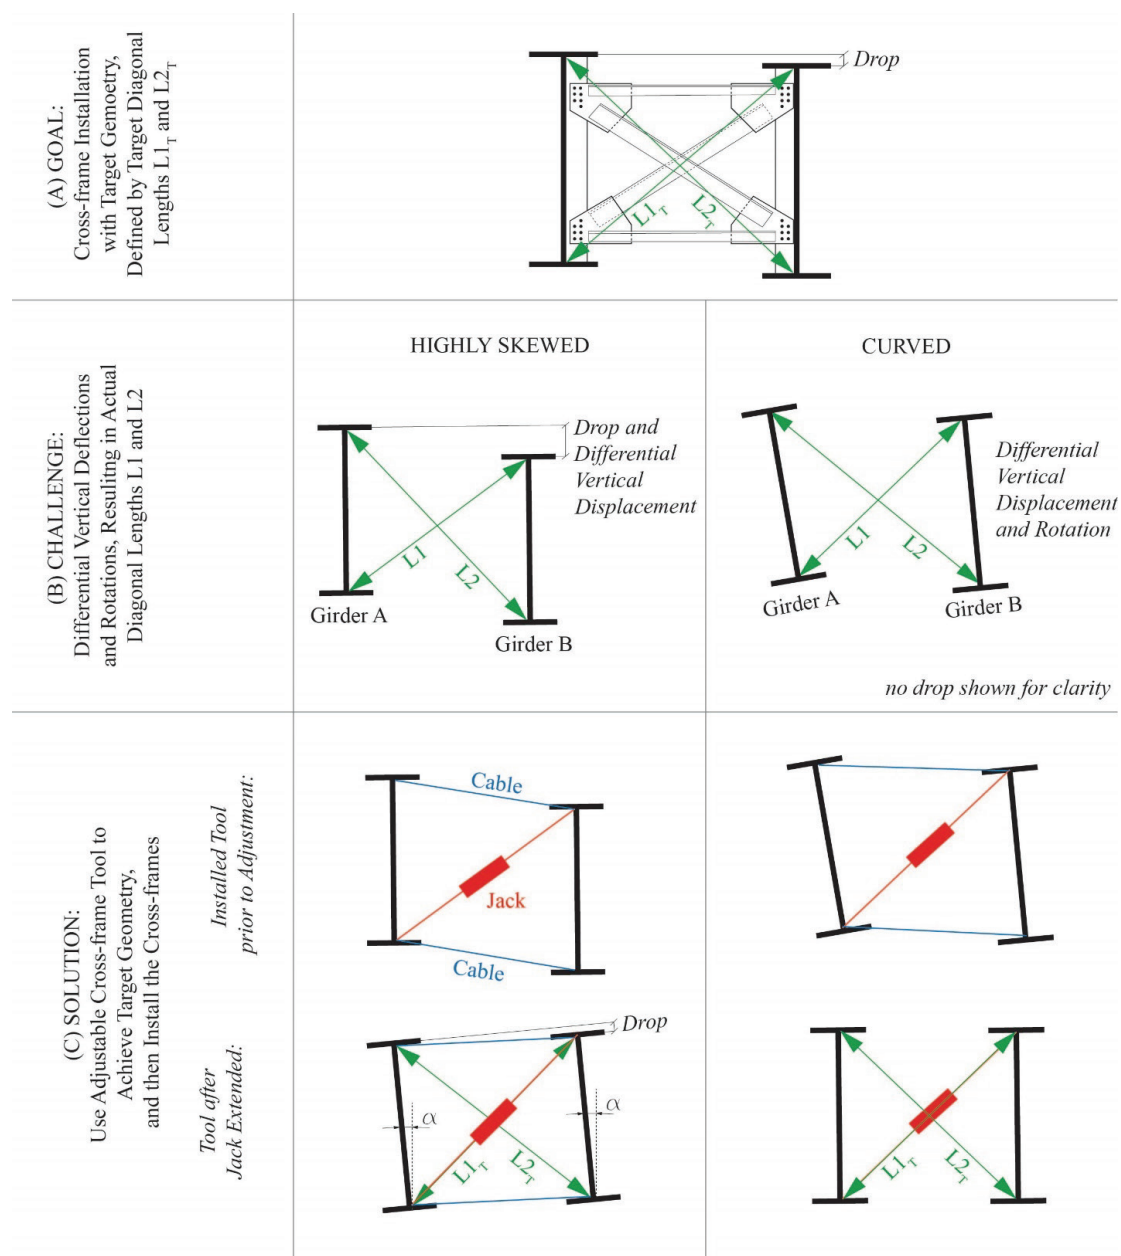 (A) GOAL:
Cross-frame Installation
with Target Gemoetry,
Defined by Target Diagonal
Lengths L1T and L2T
Drop
L1T
L2T
(B) CHALLENGE:
Differential Vertical Deflections
and Rotations, Resuliting in Actual
Diagonal Lengths L1 and L2
HIGHLY SKEWED
Drop and
Differential
Vertical
Displacement
L1
L2
Girder A
Girder B
CURVED
Differential
Vertical
Displacement
and Rotation
L1
L2
Girder A
Girder B
no drop shown for clarity
(C) SOLUTION:
Use Adjustable Cross-frame Tool to
Achieve Target Geometry,
and then Install the Cross-frames
Installed Tool
prior to Adjustment:
Cable
Jack
Cable
Tool after
Jack Extended:
Drop
α
α
L1T
L2T
L1T
L2T